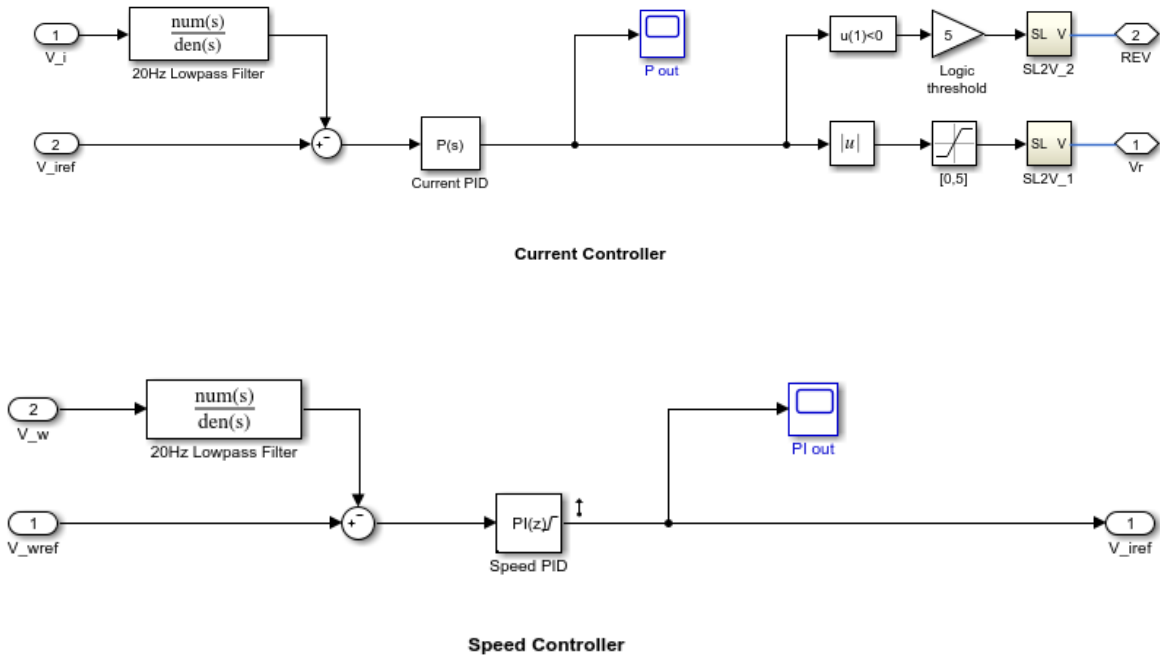 1
V_i
num(s)
den(s)
20Hz Lowpass Filter
2
V_iref
+
−
P(s)
Current PID
P out
u(1)<0
5
Logic
threshold
SL V
SL2V_2
2
REV
|u|
[0,5]
SL V
SL2V_1
1
Vr
Current Controller
2
V_w
num(s)
den(s)
20Hz Lowpass Filter
1
V_wref
+
−
PI(z)
Speed PID
PI out
1
V_iref
Speed Controller